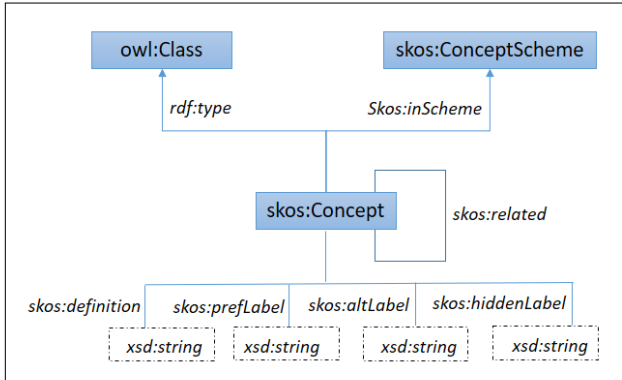 owl:Class
skos:ConceptScheme
rdf:type
Skos:inScheme
skos:Concept
skos:related
skos:definition
skos:prefLabel
skos:altLabel
skos:hiddenLabel
xsd:string
xsd:string
xsd:string
xsd:string